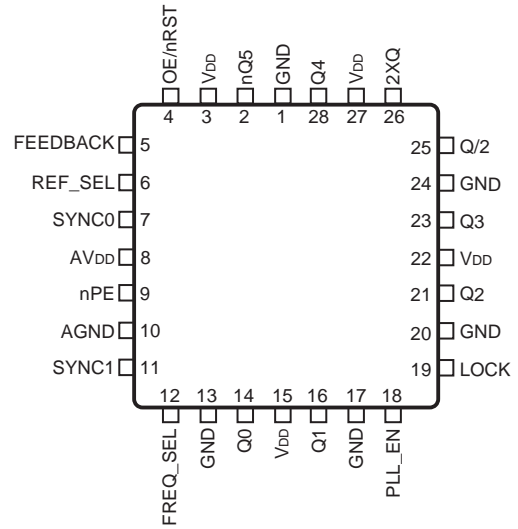 OE/nRST VDD nQ5 GND Q4 VDD 2XQ
4 3 2 1 28 27 26
FEEDBACK 5 25 Q/2
REF_SEL 6 24 GND
SYNC0 7 23 Q3
AVDD 8 22 VDD
nPE 9 21 Q2
AGND 10 20 GND
SYNC1 11 19 LOCK
12 13 14 15 16 17 18
FREQ_SEL GND Q0 VDD Q1 GND PLL_EN